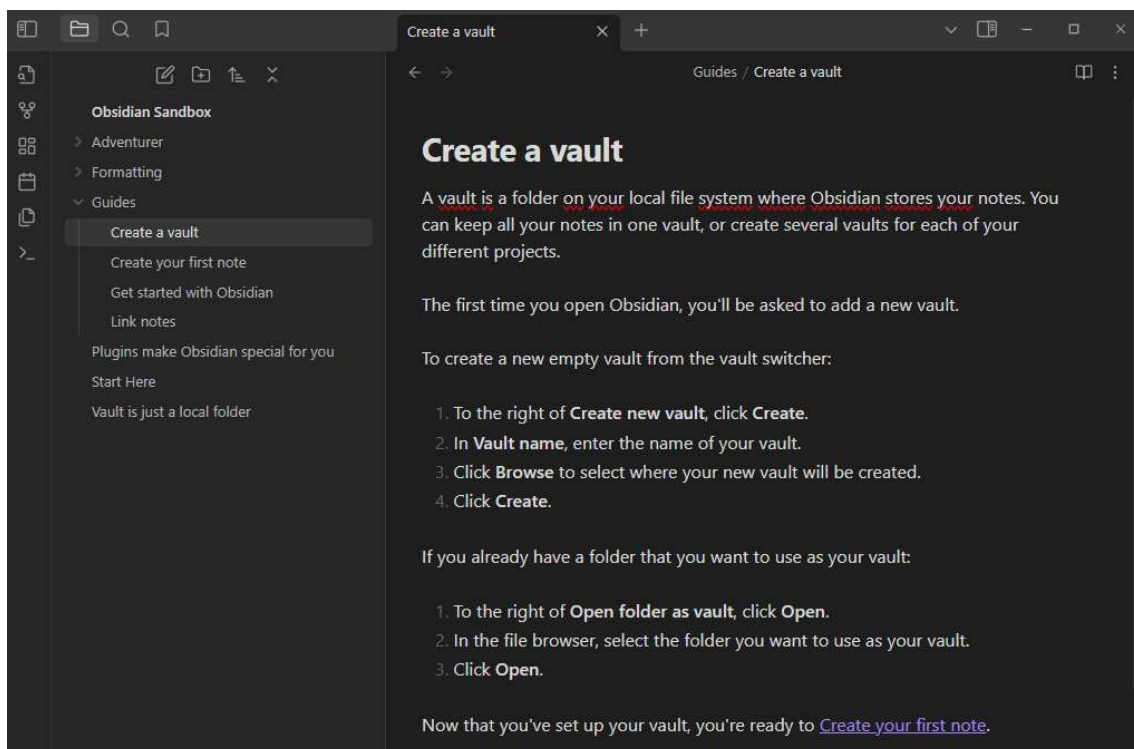 Create a vault
Obsidian Sandbox
Adventurer
Formatting
Guides
Create a vault
Create your first note
Get started with Obsidian
Link notes
Plugins make Obsidian special for you
Start Here
Vault is just a local folder
Guides / Create a vault
Create a vault
A vault is a folder on your local file system where Obsidian stores your notes. You
can keep all your notes in one vault, or create several vaults for each of your
different projects.
The first time you open Obsidian, you'll be asked to add a new vault.
To create a new empty vault from the vault switcher:
1. To the right of Create new vault, click Create.
2. In Vault name, enter the name of your vault.
3. Click Browse to select where your new vault will be created.
4. Click Create.
If you already have a folder that you want to use as your vault:
1. To the right of Open folder as vault, click Open.
2. In the file browser, select the folder you want to use as your vault.
3. Click Open.
Now that you've set up your vault, you're ready to Create your first note.